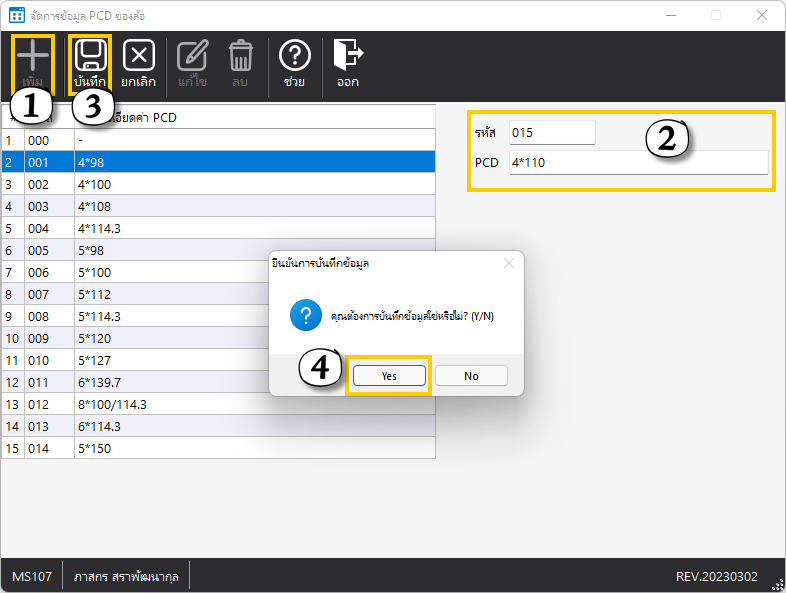 จัดการข้อมูล PCD ของล้อ
เพิ่ม บันทึก ยกเลิก แก้ไข ลบ ช่วย ออก
1 3
PCD
1 000 -
2 001 4*98
3 002 4*100
4 003 4*108
5 004 4*114.3
6 005 5*98
7 006 5*100
8 007 5*112
9 008 5*114.3
10 009 5*120
11 010 5*127
12 011 6*139.7
13 012 8*100/114.3
14 013 6*114.3
15 014 5*150
รหัส 015
2
PCD 4*110
ยืนยันการบันทึกข้อมูล
? คุณต้องการบันทึกข้อมูลใช่หรือไม่? (Y/N)
4
Yes No
MS107 ภาสกร สราพัฒนากุล REV.20230302